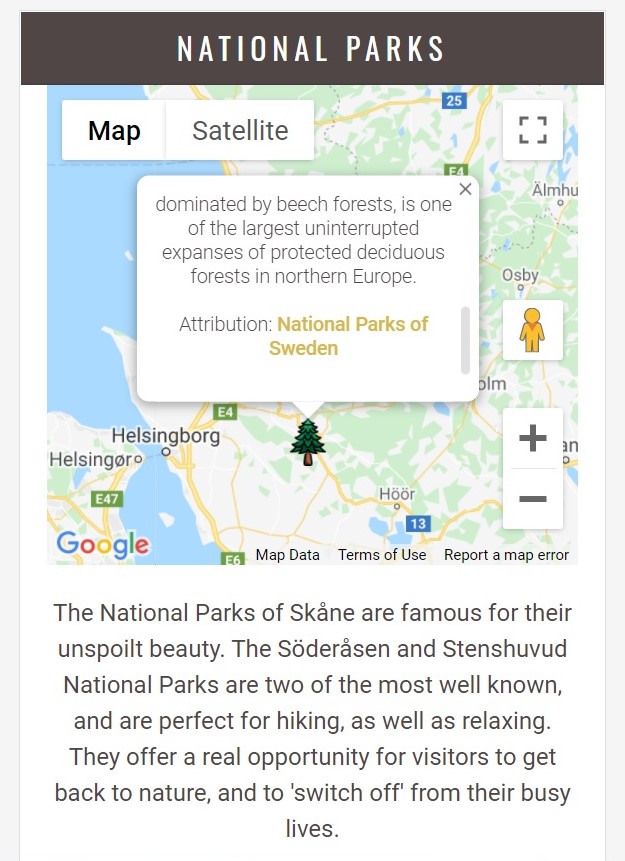 NATIONAL PARKS
25
Map
Satellite
E4
Älmhu
dominated by beech forests, is one
of the largest uninterrupted
expanses of protected deciduous
forests in northern Europe.
Osby
Attribution: National Parks of
Sweden
olm
E4
Helsingborg
Helsingør
an
E47
Höör
13
Google
E6
Map Data
Terms of Use
Report a map error
The National Parks of Skåne are famous for their
unspoilt beauty. The Söderåsen and Stenshuvud
National Parks are two of the most well known,
and are perfect for hiking, as well as relaxing.
They offer a real opportunity for visitors to get
back to nature, and to 'switch off' from their busy
lives.